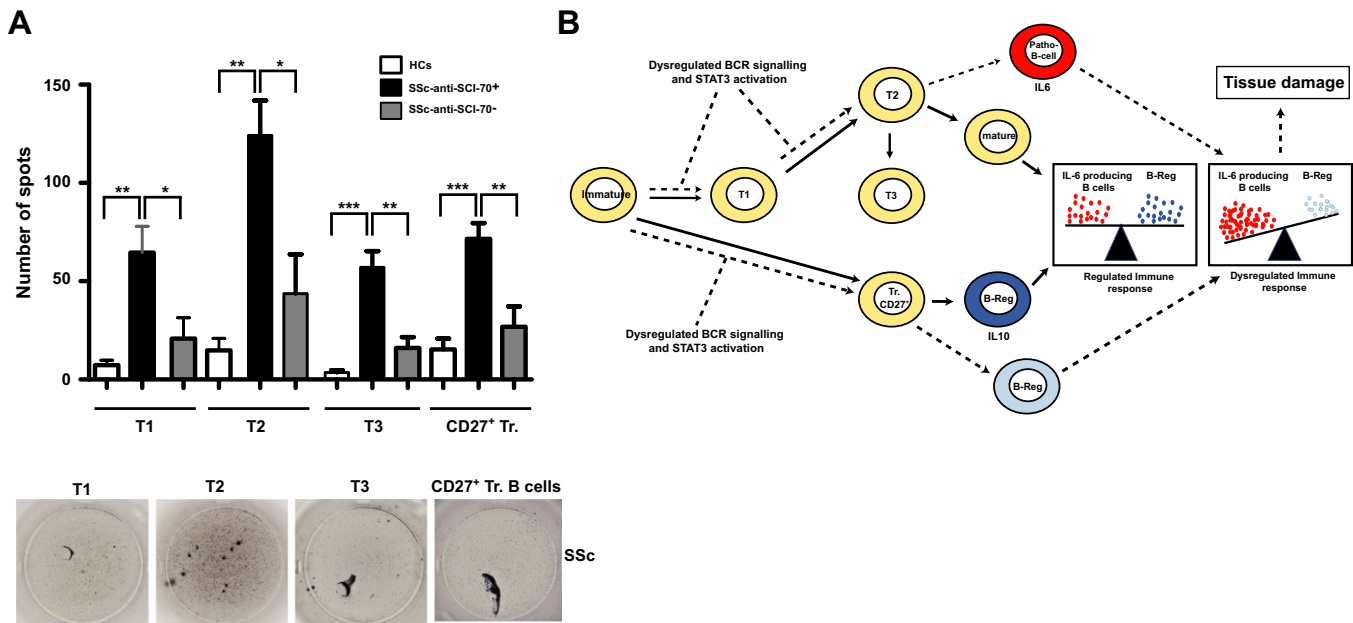 A
HCs
SSc-anti-SCl-70+
SSc-anti-SCl-70-
Number of spots
150
100
50
0
** *
** *
*** **
*** **
T1 T2 T3 CD27+ Tr.
T1 T2 T3 CD27+ Tr. B cells
SSc
B
Dysregulated BCR signalling
and STAT3 activation
Immature
T1
T2
T3
Patho-
B-cell
IL6
mature
Tr.
CD27+
B-Reg
IL10
B-Reg
Dysregulated BCR signalling
and STAT3 activation
IL-6 producing
B cells
B-Reg
Regulated Immune
response
Tissue damage
IL-6 producing
B cells
B-Reg
Dysregulated Immune
response